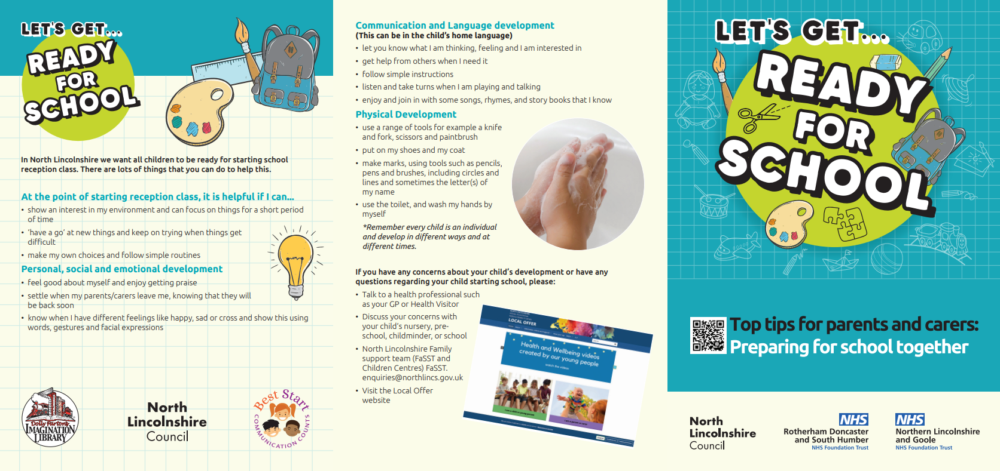 LET'S GET...
READY
FOR
SCHOOL
In North Lincolnshire we want all children to be ready for starting school
reception class. There are lots of things that you can do to help this.
At the point of starting reception class, it is helpful if I can...
• show an interest in my environment and can focus on things for a short period
of time
• ‘have a go’ at new things and keep on trying when things get
difficult
• make my own choices and follow simple routines
Personal, social and emotional development
• feel good about myself and enjoy getting praise
• settle when my parents/carers leave me, knowing that they will
be back soon
• know when I have different feelings like happy, sad or cross and show this using
words, gestures and facial expressions
Dolly Parton's
IMAGINATION
LIBRARY
North
Lincolnshire
Council
Best Start
COMMUNICATION COUNTS
Communication and Language development
(This can be in the child’s home language)
• let you know what I am thinking, feeling and I am interested in
• get help from others when I need it
• follow simple instructions
• listen and take turns when I am playing and talking
• enjoy and join in with some songs, rhymes, and story books that I know
Physical Development
• use a range of tools for example a knife
and fork, scissors and paintbrush
• put on my shoes and my coat
• make marks, using tools such as pencils,
pens and brushes, including circles and
lines and sometimes the letter(s) of
my name
• use the toilet, and wash my hands by
myself
*Remember every child is an individual
and develop in different ways and at
different times.
If you have any concerns about your child’s development or have any
questions regarding your child starting school, please:
• Talk to a health professional such
as your GP or Health Visitor
• Discuss your concerns with
your child’s nursery, pre-
school, childminder, or school
• North Lincolnshire Family
support team (FaSST and
Children Centres) FaSST.
enquiries@northlincs.gov.uk
• Visit the Local Offer
website
LOCAL OFFER
Health and Wellbeing videos
created by our young people
watch the videos
I am a child or young person
I am a parent or carer
LET'S GET...
READY
FOR
SCHOOL
Top tips for parents and carers:
Preparing for school together
North
Lincolnshire
Council
NHS
Rotherham Doncaster
and South Humber
NHS Foundation Trust
NHS
Northern Lincolnshire
and Goole
NHS Foundation Trust